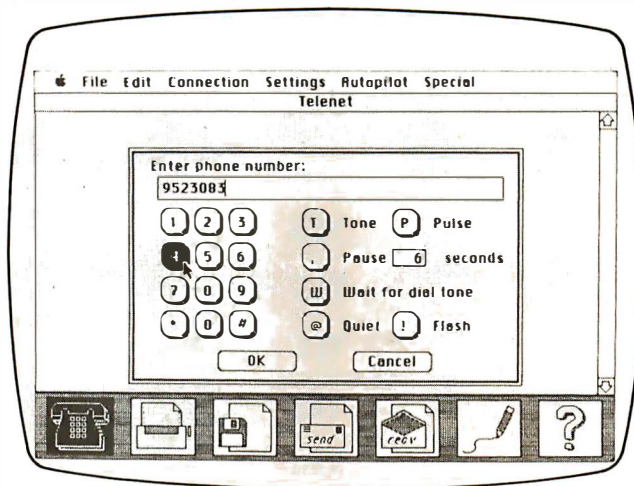 File Edit Connection Settings Autopilot Special
Telenet
Enter phone number:
9523083
1 2 3 T Tone P Pulse
4 5 6 , Pause 6 seconds
7 8 9 W Wait for dial tone
* 0 # @ Quiet ! Flash
OK Cancel
send recv ?